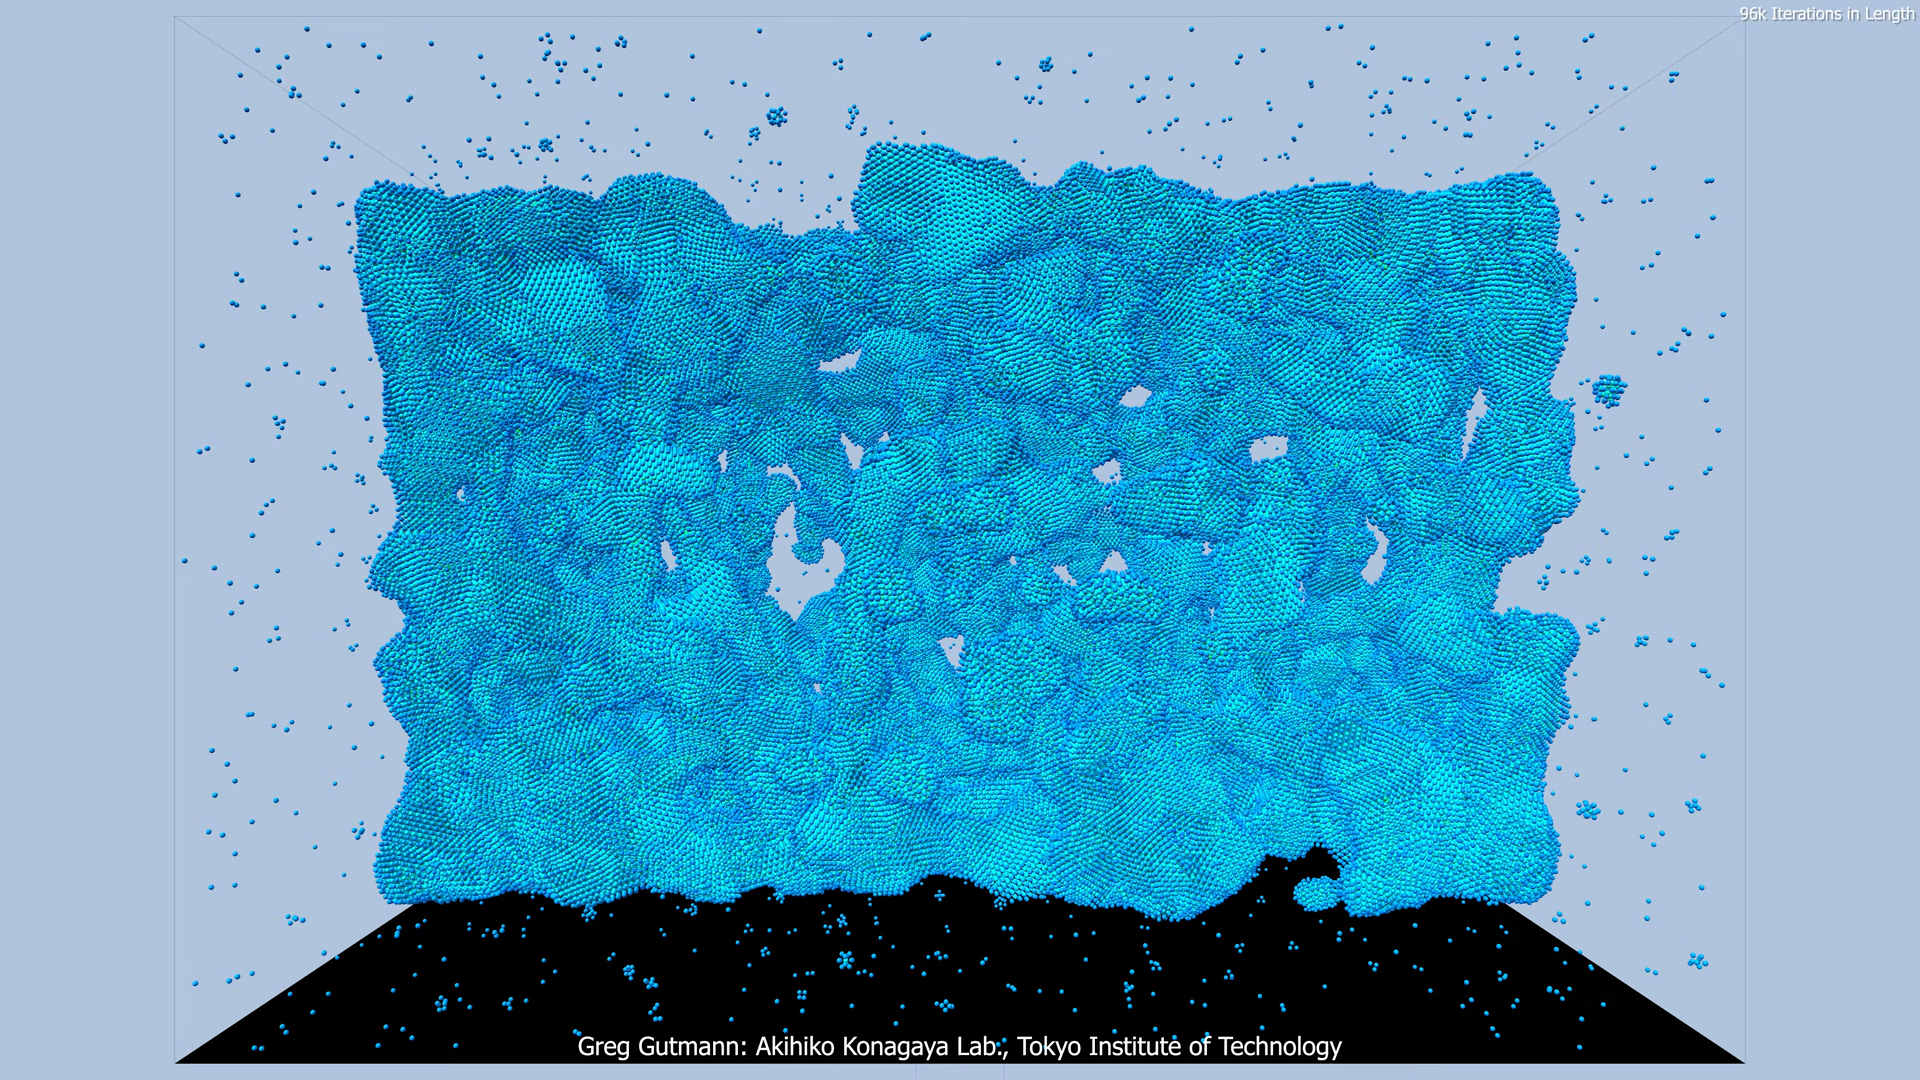 96k Iterations in Length
Greg Gutmann: Akihiko Konagaya Lab., Tokyo Institute of Technology